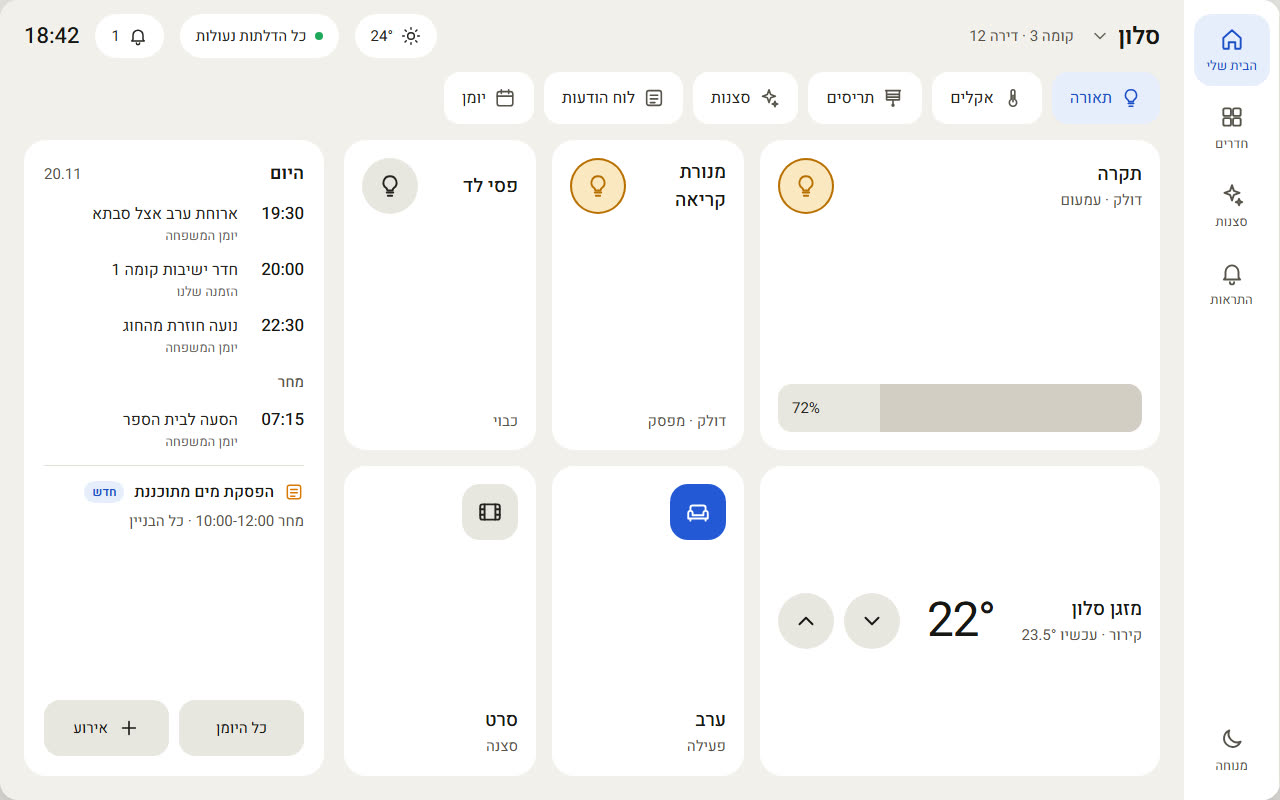 הבית שלי
חדרים
סצנות
התראות
מנוחה
סלון
קומה 3 · דירה 12
24°
כל הדלתות נעולות
1
18:42
תאורה
אקלים
תריסים
סצנות
לוח הודעות
יומן
תקרה
דולק · עמעום
72%
מנורת
קריאה
דולק · מפסק
פסי לד
כבוי
מזגן סלון
קירור · עכשיו 23.5°
22°
ערב
פעילה
סרט
סצנה
היום
20.11
19:30 ארוחת ערב אצל סבתא
יומן המשפחה
20:00 חדר ישיבות קומה 1
הזמנה שלנו
22:30 נועה חוזרת מהחוג
יומן המשפחה
מחר
07:15 הסעה לבית הספר
יומן המשפחה
הפסקת מים מתוכננת חדש
מחר 10:00-12:00 · כל הבניין
כל היומן
אירוע